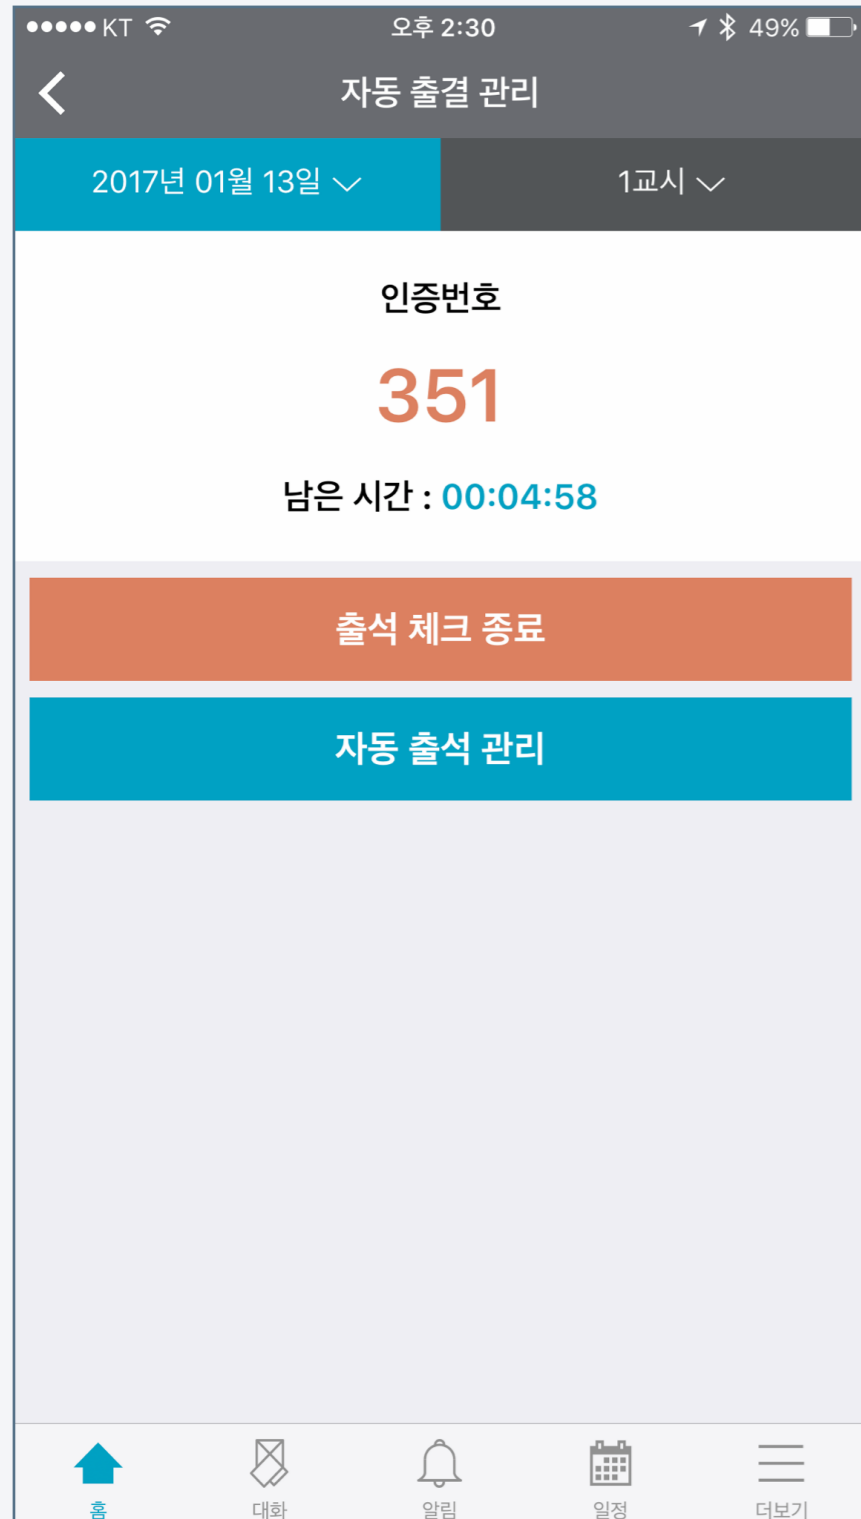 KT 오후 2:30 49%
자동 출결 관리
2017년 01월 13일 1교시
인증번호
351
남은 시간 : 00:04:58
출석 체크 종료
자동 출석 관리
홈 대화 알림 일정 더보기